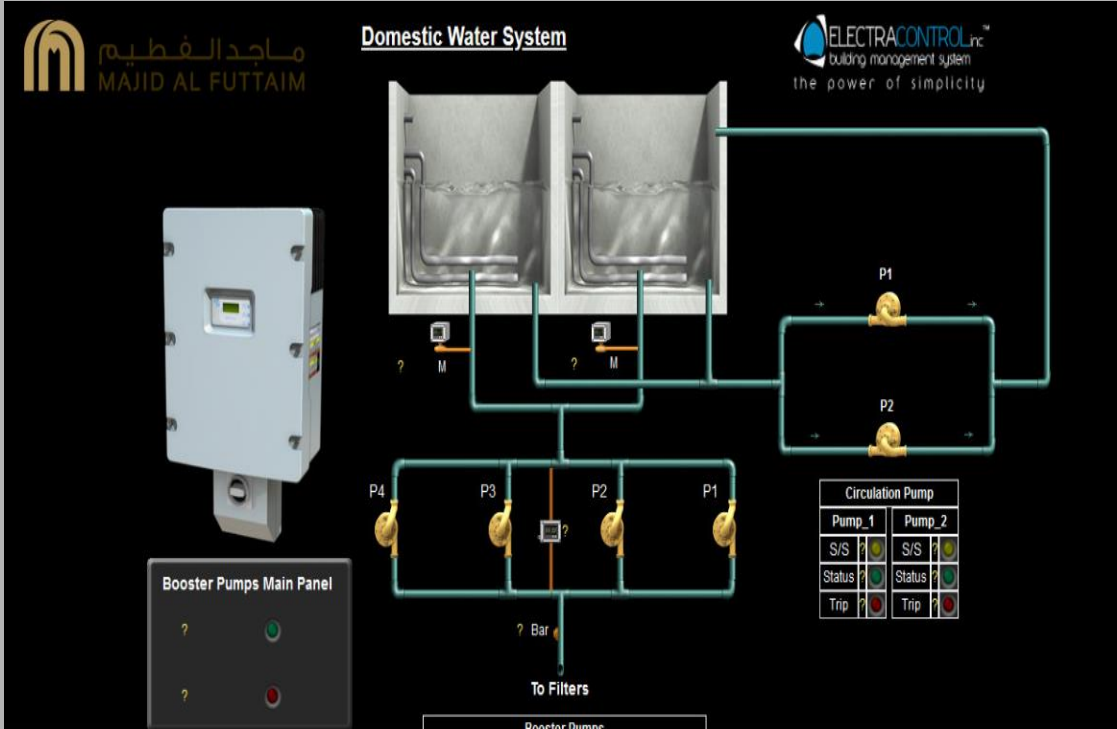 ماجد الفطيم
MAJID AL FUTTAIM
Domestic Water System
ELECTRACONTROL inc™
building management system
the power of simplicity
P1
? M
? M
P2
P4
P3
P2
P1
?
Circulation Pump
Pump_1 Pump_2
S/S ? S/S ?
Status ? Status ?
Trip ? Trip ?
Booster Pumps Main Panel
?
?
? Bar
To Filters
Booster Pumps